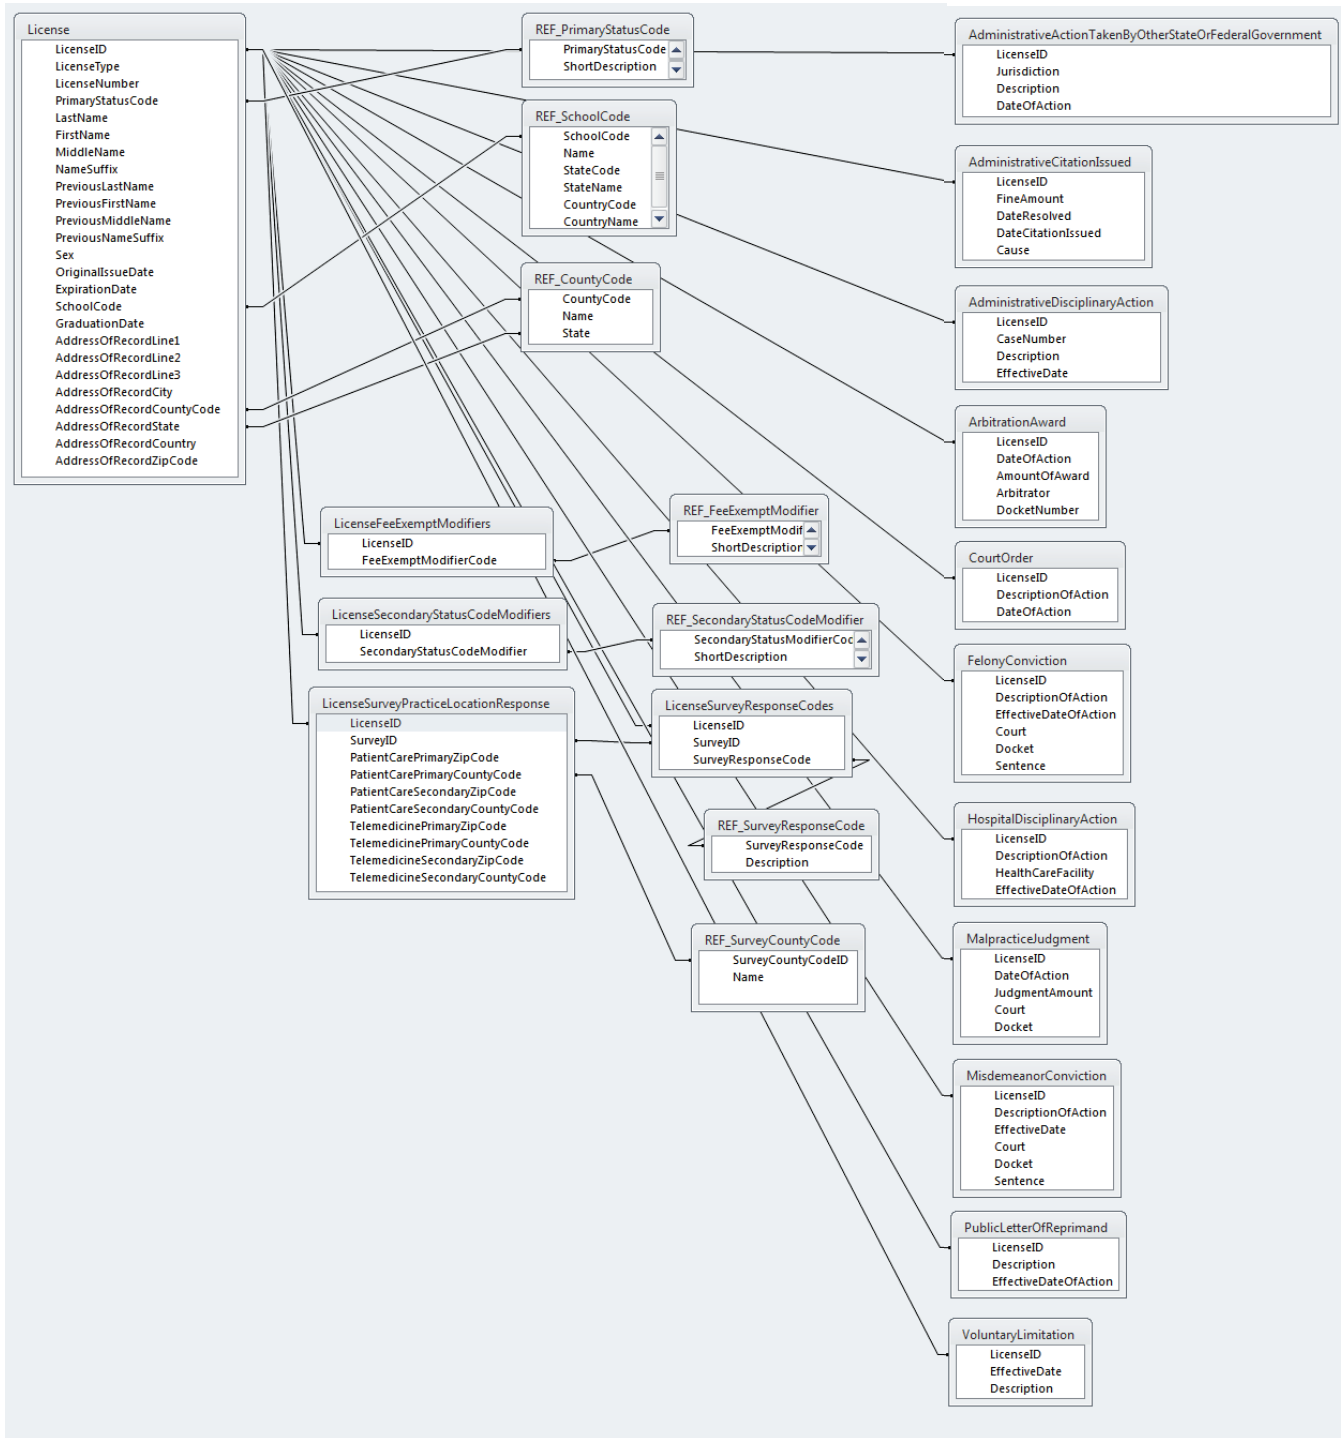 License
LicenseID
LicenseType
LicenseNumber
PrimaryStatusCode
LastName
FirstName
MiddleName
NameSuffix
PreviousLastName
PreviousFirstName
PreviousMiddleName
PreviousNameSuffix
Sex
OriginalIssueDate
ExpirationDate
SchoolCode
GraduationDate
AddressOfRecordLine1
AddressOfRecordLine2
AddressOfRecordLine3
AddressOfRecordCity
AddressOfRecordCountyCode
AddressOfRecordState
AddressOfRecordCountry
AddressOfRecordZipCode
REF_PrimaryStatusCode
PrimaryStatusCode
ShortDescription
REF_SchoolCode
SchoolCode
Name
StateCode
StateName
CountryCode
CountryName
REF_CountyCode
CountyCode
Name
State
LicenseFeeExemptModifiers
LicenseID
FeeExemptModifierCode
LicenseSecondaryStatusCodeModifiers
LicenseID
SecondaryStatusCodeModifier
LicenseSurveyPracticeLocationResponse
LicenseID
SurveyID
PatientCarePrimaryZipCode
PatientCarePrimaryCountyCode
PatientCareSecondaryZipCode
PatientCareSecondaryCountyCode
TelemedicinePrimaryZipCode
TelemedicinePrimaryCountyCode
TelemedicineSecondaryZipCode
TelemedicineSecondaryCountyCode
REF_FeeExemptModifier
FeeExemptModif
ShortDescription
REF_SecondaryStatusCodeModifier
SecondaryStatusModifierCod
ShortDescription
LicenseSurveyResponseCodes
LicenseID
SurveyID
SurveyResponseCode
REF_SurveyResponseCode
SurveyResponseCode
Description
REF_SurveyCountyCode
SurveyCountyCodeID
Name
AdministrativeActionTakenByOtherStateOrFederalGovernment
LicenseID
Jurisdiction
Description
DateOfAction
AdministrativeCitationIssued
LicenseID
FineAmount
DateResolved
DateCitationIssued
Cause
AdministrativeDisciplinaryAction
LicenseID
CaseNumber
Description
EffectiveDate
ArbitrationAward
LicenseID
DateOfAction
AmountOfAward
Arbitrator
DocketNumber
CourtOrder
LicenseID
DescriptionOfAction
DateOfAction
FelonyConviction
LicenseID
DescriptionOfAction
EffectiveDateOfAction
Court
Docket
Sentence
HospitalDisciplinaryAction
LicenseID
DescriptionOfAction
HealthCareFacility
EffectiveDateOfAction
MalpracticeJudgment
LicenseID
DateOfAction
JudgmentAmount
Court
Docket
MisdemeanorConviction
LicenseID
DescriptionOfAction
EffectiveDate
Court
Docket
Sentence
PublicLetterOfReprimand
LicenseID
Description
EffectiveDateOfAction
VoluntaryLimitation
LicenseID
EffectiveDate
Description